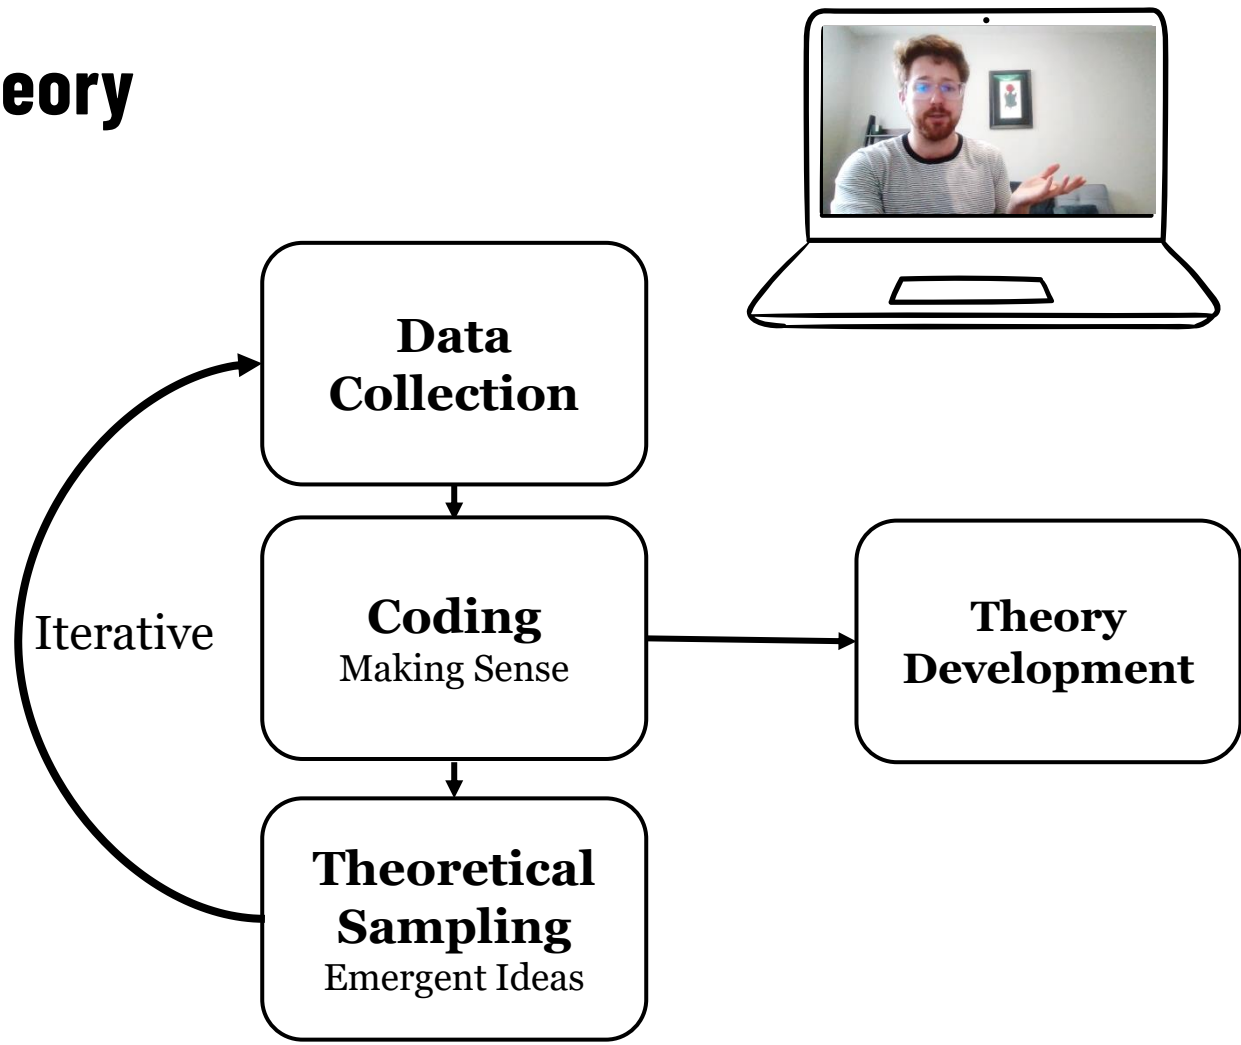 eory
Data
Collection
Iterative
Coding
Making Sense
Theory
Development
Theoretical
Sampling
Emergent Ideas